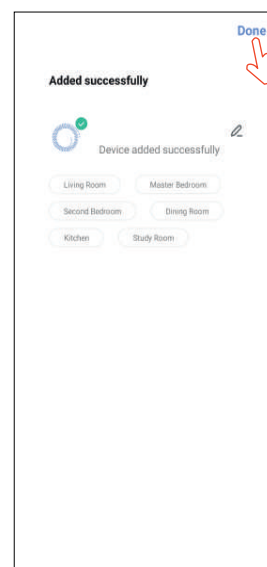 Done
Added successfully
Device added successfully
Living Room Master Bedroom
Second Bedroom Dining Room
Kitchen Study Room